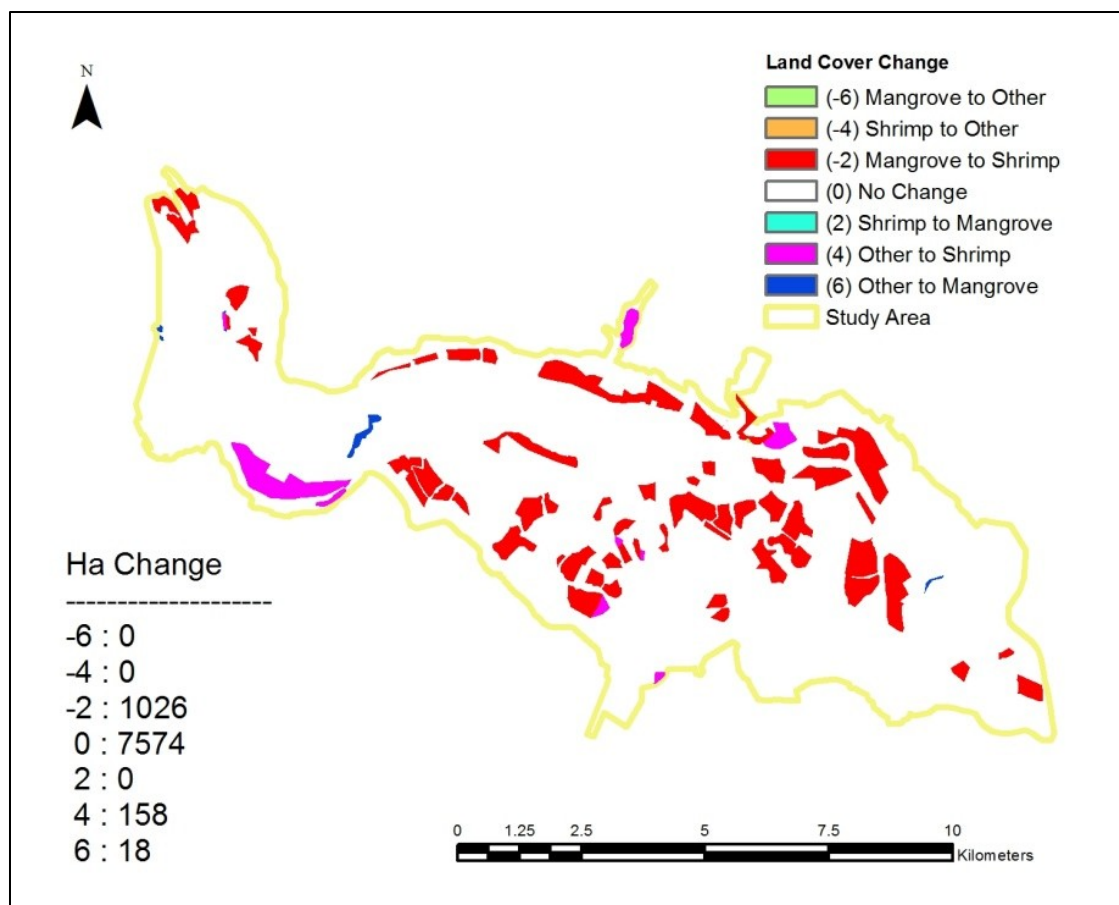 N
Land Cover Change
(-6) Mangrove to Other
(-4) Shrimp to Other
(-2) Mangrove to Shrimp
(0) No Change
(2) Shrimp to Mangrove
(4) Other to Shrimp
(6) Other to Mangrove
Study Area
Ha Change
--------------------
-6 : 0
-4 : 0
-2 : 1026
0 : 7574
2 : 0
4 : 158
6 : 18
0 1.25 2.5 5 7.5 10
Kilometers